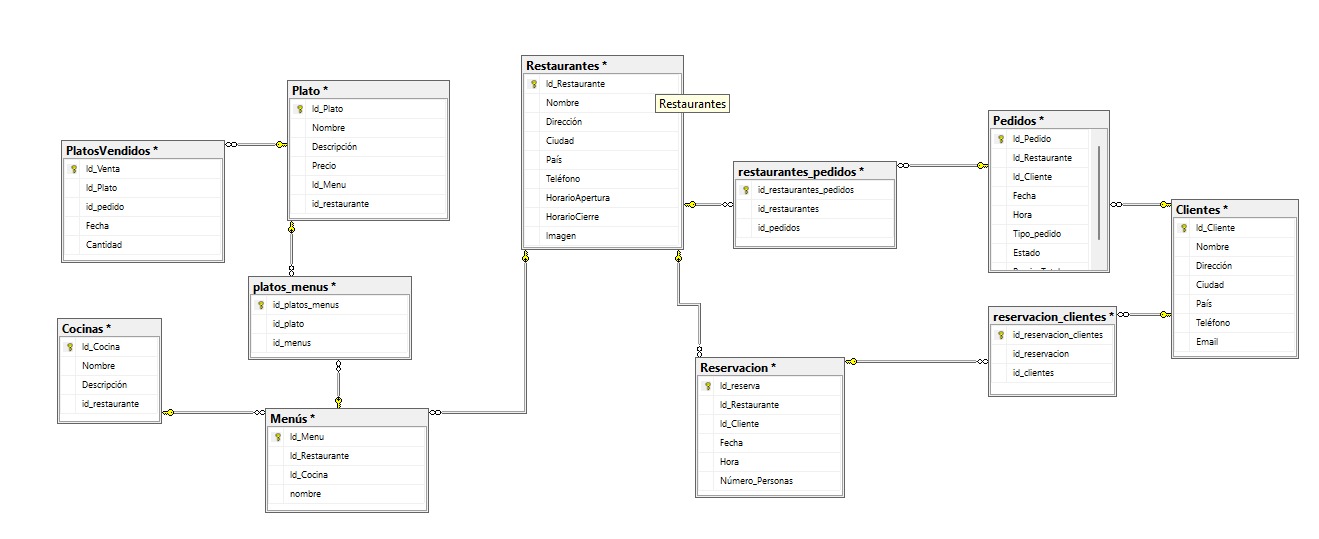 Restaurantes *
Id_Restaurante
Nombre
Dirección
Ciudad
País
Teléfono
HorarioApertura
HorarioCierre
Imagen
Restaurantes
Plato *
Id_Plato
Nombre
Descripción
Precio
Id_Menu
id_restaurante
PlatosVendidos *
Id_Venta
Id_Plato
id_pedido
Fecha
Cantidad
platos_menus *
id_platos_menus
id_plato
id_menus
Cocinas *
Id_Cocina
Nombre
Descripción
id_restaurante
Menús *
Id_Menu
Id_Restaurante
Id_Cocina
nombre
restaurantes_pedidos *
id_restaurantes_pedidos
id_restaurantes
id_pedidos
Pedidos *
Id_Pedido
Id_Restaurante
Id_Cliente
Fecha
Hora
Tipo_pedido
Estado
Clientes *
Id_Cliente
Nombre
Dirección
Ciudad
País
Teléfono
Email
reservacion_clientes *
id_reservacion_clientes
id_reservacion
id_clientes
Reservacion *
Id_reserva
Id_Restaurante
Id_Cliente
Fecha
Hora
Número_Personas